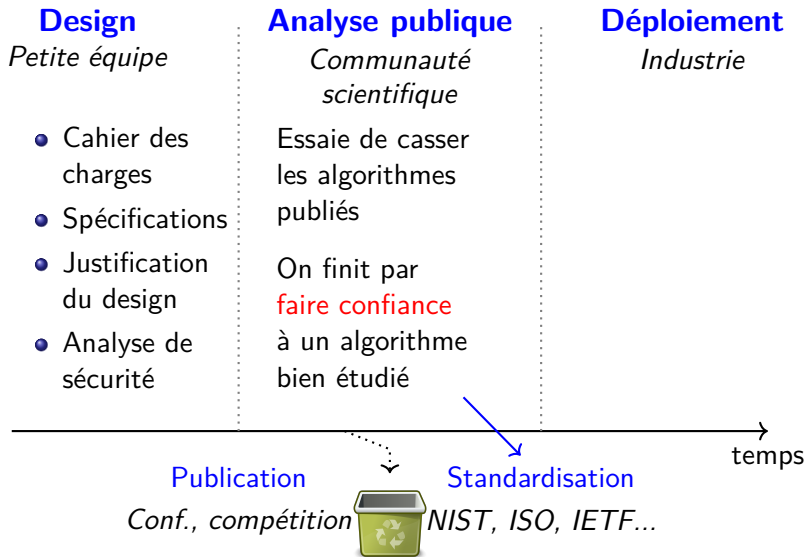 Design
Petite équipe
Cahier des
charges
Spécifications
Justification
du design
Analyse de
sécurité
Analyse publique
Communauté
scientifique
Essaie de casser
les algorithmes
publiés
On finit par
faire confiance
à un algorithme
bien étudié
Déploiement
Industrie
temps
Publication
Conf., compétition
Standardisation
NIST, ISO, IETF...